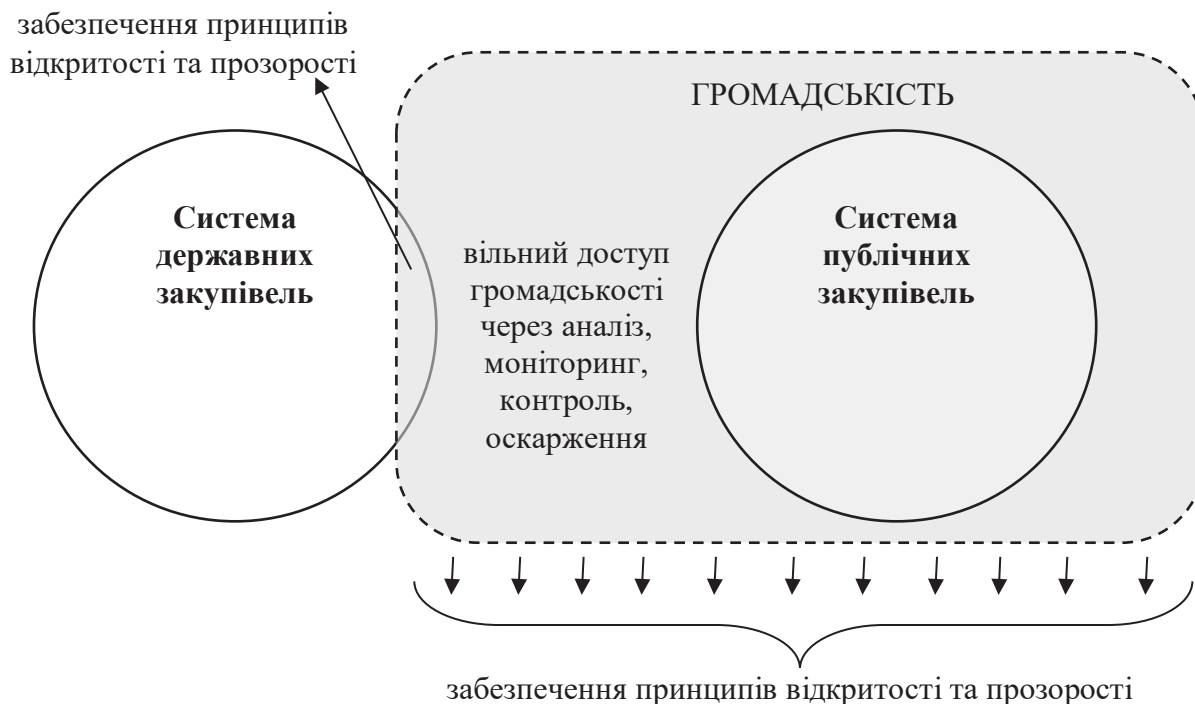 забезпечення принципів
відкритості та прозорості
ГРОМАДСЬКІСТЬ
Система
державних
закупівель
вільний доступ
громадськості
через аналіз,
моніторинг,
контроль,
оскарження
Система
публічних
закупівель
забезпечення принципів відкритості та прозорості